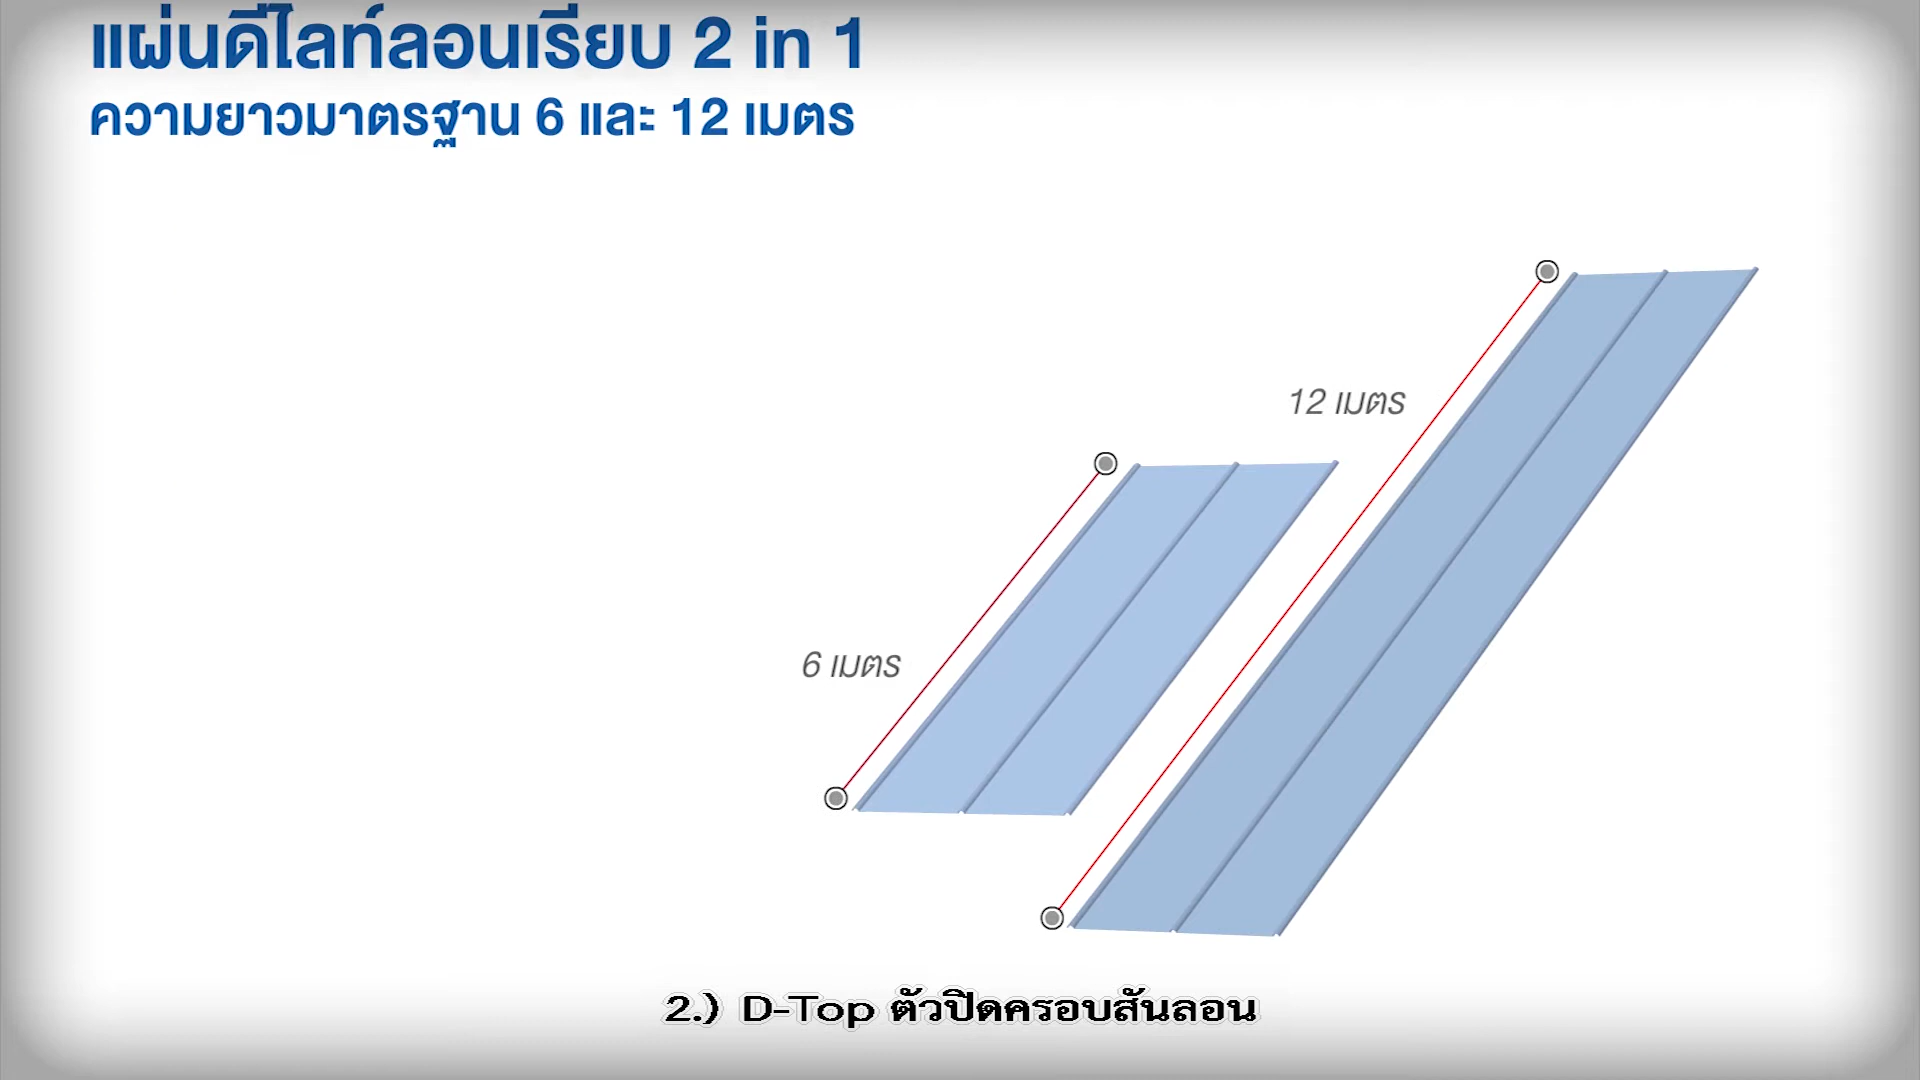 แผ่นดีไลท์ลอนเรียบ 2 in 1
ความยาวมาตรฐาน 6 และ 12 เมตร
12 เมตร
6 เมตร
2.) D-Top ตัวปิดครอบสันลอน